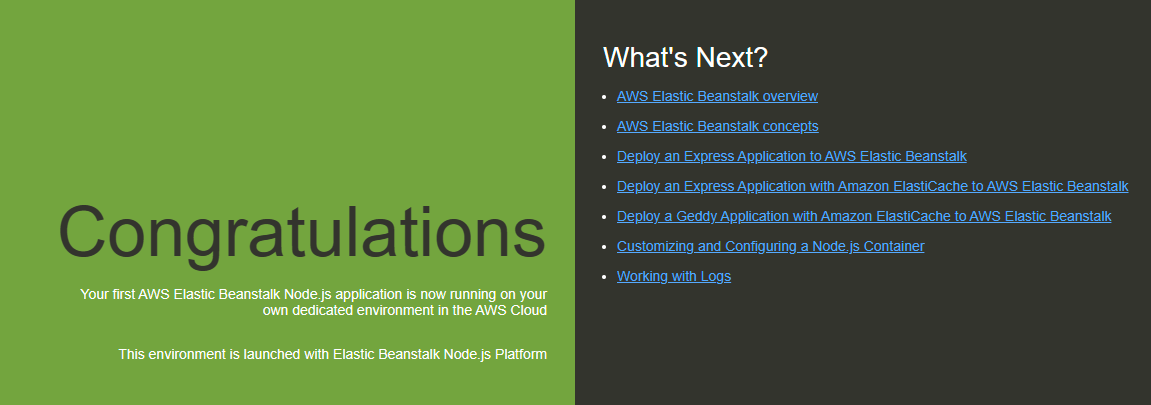 Congratulations
Your first AWS Elastic Beanstalk Node.js application is now running on your
own dedicated environment in the AWS Cloud
This environment is launched with Elastic Beanstalk Node.js Platform
What's Next?
AWS Elastic Beanstalk overview
AWS Elastic Beanstalk concepts
Deploy an Express Application to AWS Elastic Beanstalk
Deploy an Express Application with Amazon ElastiCache to AWS Elastic Beanstalk
Deploy a Geddy Application with Amazon ElastiCache to AWS Elastic Beanstalk
Customizing and Configuring a Node.js Container
Working with Logs